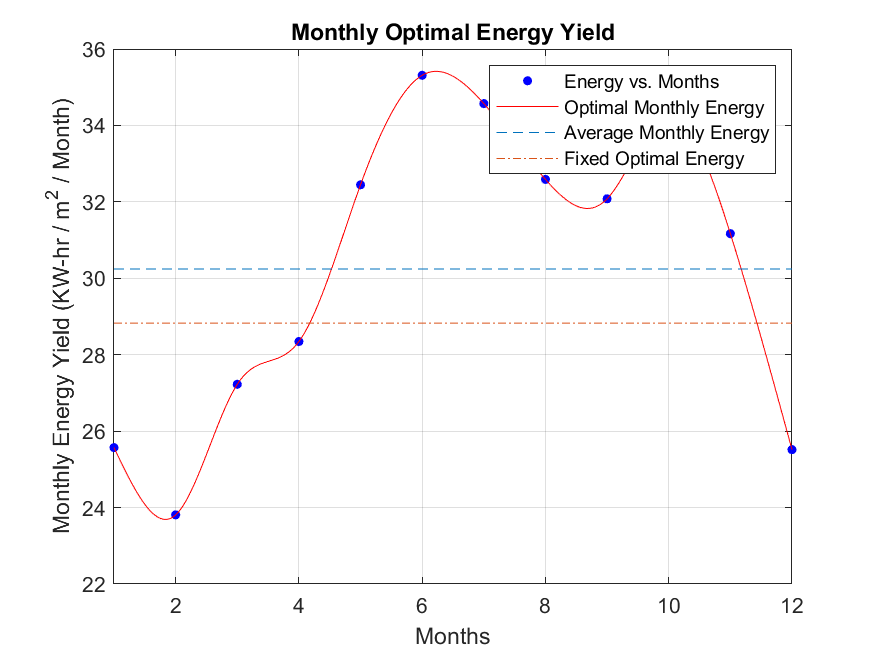 Monthly Optimal Energy Yield
Monthly Energy Yield (KW-hr / m² / Month)
36
34
32
30
28
26
24
22
Energy vs. Months
Optimal Monthly Energy
Average Monthly Energy
Fixed Optimal Energy
2 4 6 8 10 12
Months